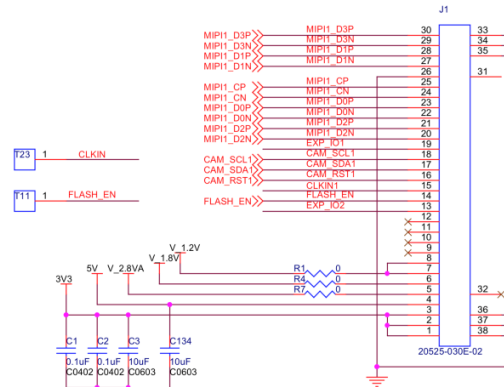 J1
MIPI1_D3P MIPI1_D3P 30 33
MIPI1_D3N MIPI1_D3N 29 34
MIPI1_D1P MIPI1_D1P 28 35
MIPI1_D1N MIPI1_D1N 27
26 31
MIPI1_CP MIPI1_CP 25
MIPI1_CN MIPI1_CN 24
MIPI1_D0P MIPI1_D0P 23
MIPI1_D0N MIPI1_D0N 22
MIPI1_D2P MIPI1_D2P 21
MIPI1_D2N MIPI1_D2N 20
EXP_IO1 19
T23 1 CLKIN CAM_SCL1 CAM_SCL1 18
CAM_SDA1 CAM_SDA1 17
CAM_RST1 CAM_RST1 16
CLKIN1 15
T11 1 FLASH_EN FLASH_EN FLASH_EN 14
EXP_IO2 13
12
11
10
9
V_1.2V 8
V_1.8V R1 0 7
5V V_2.8VA R4 0 6
3V3 R7 0 5 32
4
3 36
2 37
1 38
C1 C2 C3 C134
0.1uF 0.1uF 10uF 10uF
C0402 C0402 C0603 C0603
20525-030E-02